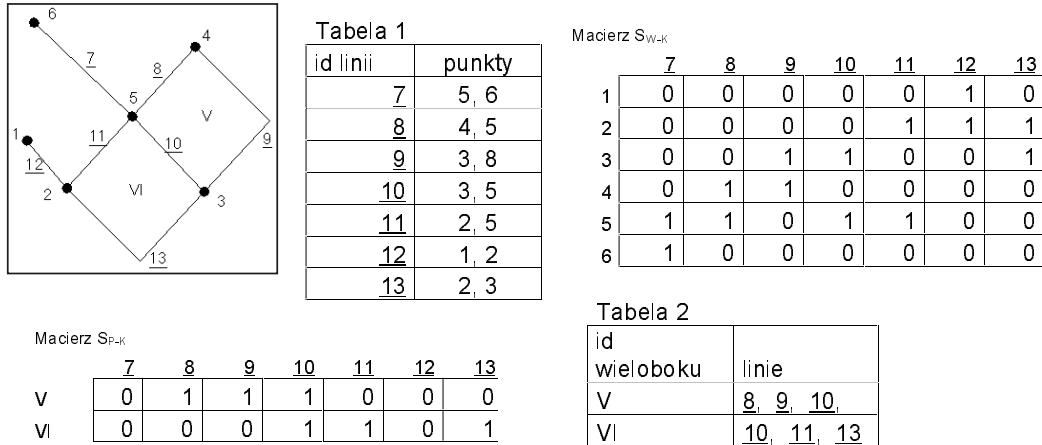 6
4
7
8
5
V
1
11
10
9
12
VI
2
3
13
Tabela 1
id linii punkty
7 5, 6
8 4, 5
9 3, 8
10 3, 5
11 2, 5
12 1, 2
13 2, 3
Macierz S W-K
7 8 9 10 11 12 13
1 0 0 0 0 0 1 0
2 0 0 0 0 1 1 1
3 0 0 1 1 0 0 1
4 0 1 1 0 0 0 0
5 1 1 0 1 1 0 0
6 1 0 0 0 0 0 0
Macierz S P-K
7 8 9 10 11 12 13
V 0 1 1 1 0 0 0
VI 0 0 0 1 1 0 1
Tabela 2
id
wieloboku linie
V 8, 9, 10,
VI 10, 11, 13